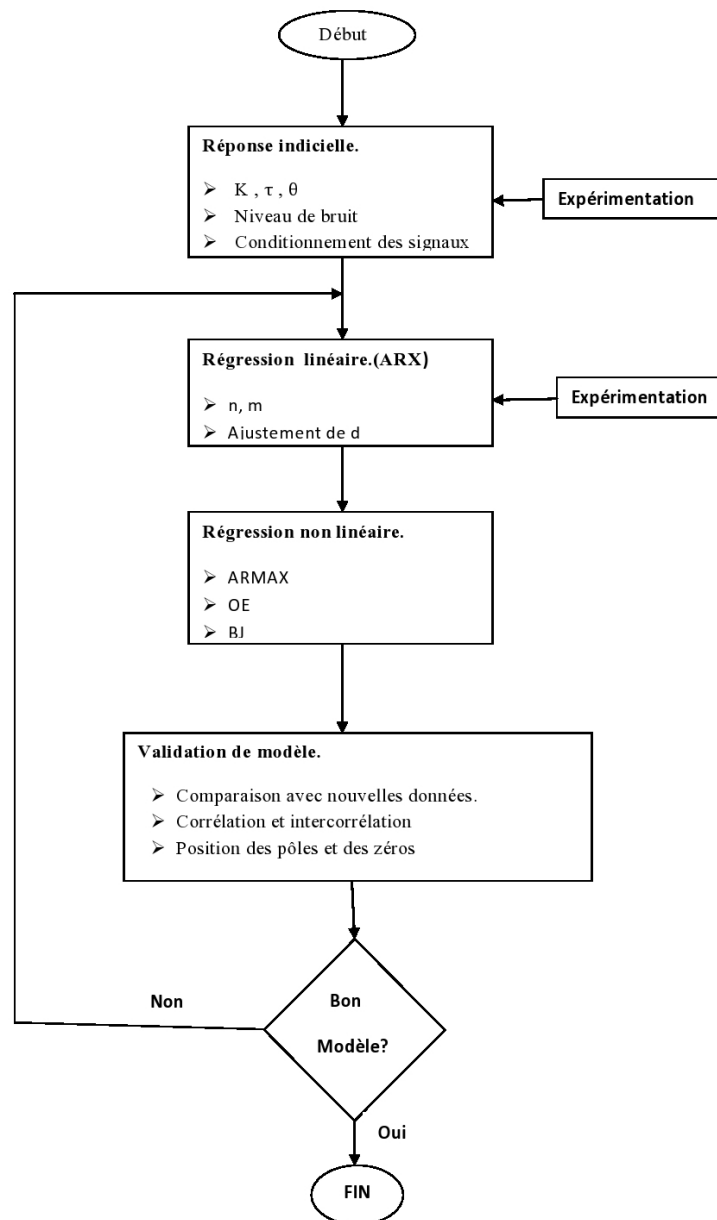 Début
Réponse indicielle.
➢ K , τ , θ
➢ Niveau de bruit
➢ Conditionnement des signaux
Expérimentation
Régression linéaire.(ARX)
➢ n, m
➢ Ajustement de d
Expérimentation
Régression non linéaire.
➢ ARMAX
➢ OE
➢ BJ
Validation de modèle.
➢ Comparaison avec nouvelles données.
➢ Corrélation et intercorrélation
➢ Position des pôles et des zéros
Non
Bon
Modèle?
Oui
FIN